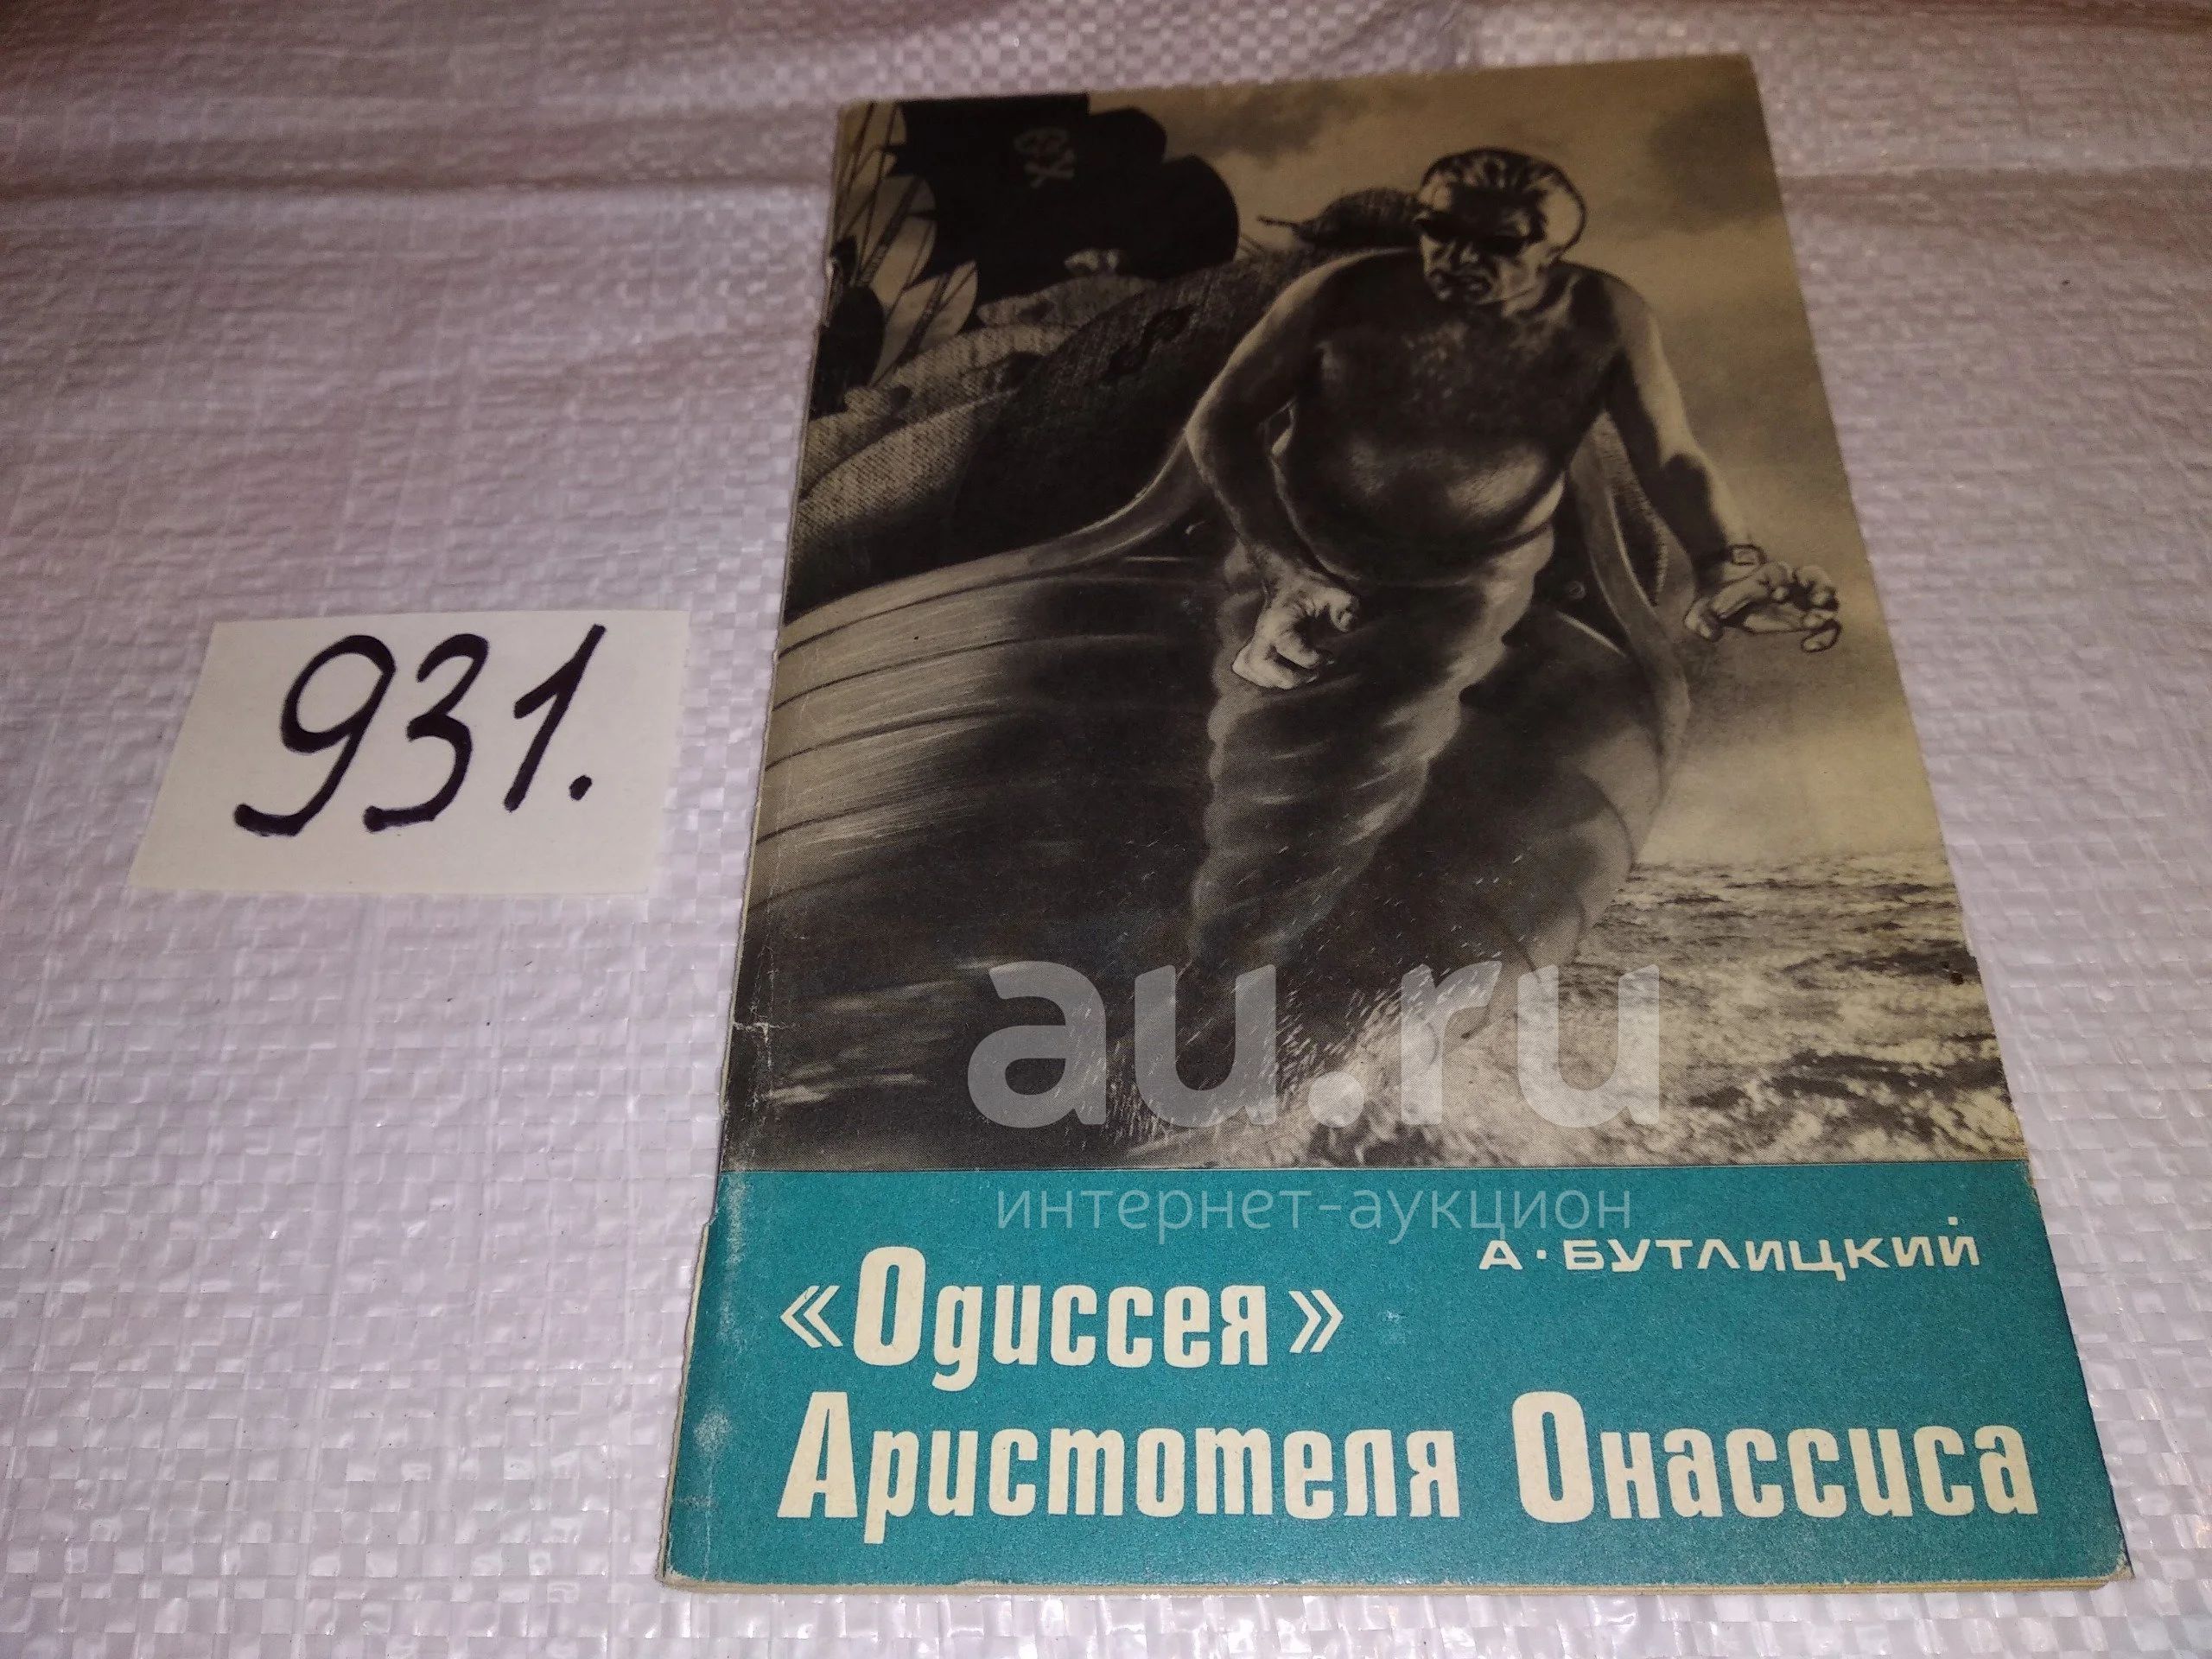 931.
au.ru
интернет-аукцион
А·БУТЛИЦКИЙ
«Одиссея»
Аристотеля Онассиса